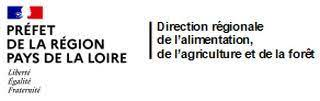 PRÉFET
DE LA RÉGION
PAYS DE LA LOIRE
Liberté
Égalité
Fraternité
Direction régionale
de l'alimentation,
de l'agriculture et de la forêt